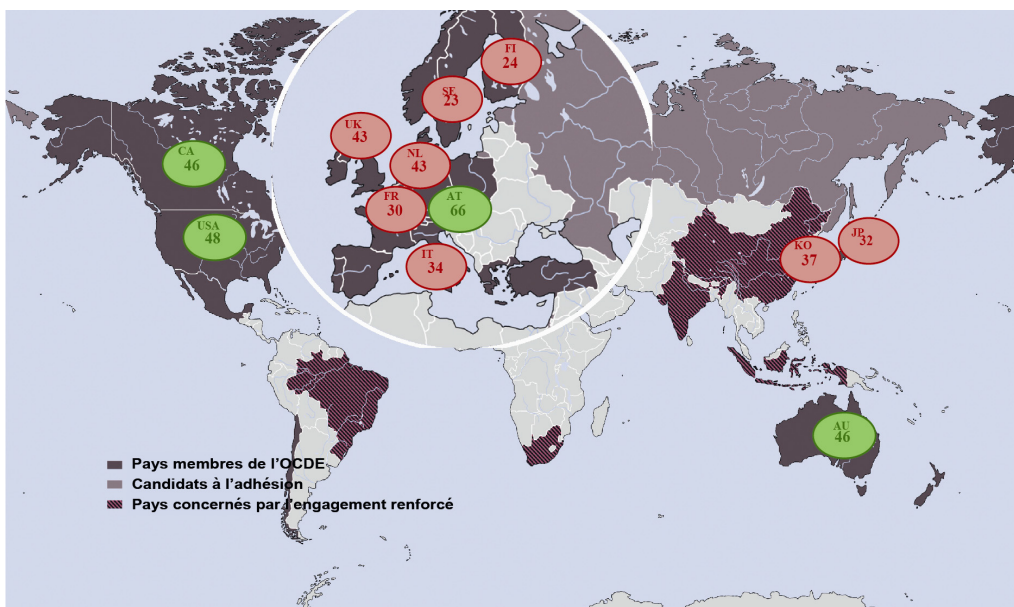 FI
24
SE
23
UK
43
NL
43
CA
46
FR
30
AT
66
USA
48
IT
34
KO
37
JP
32
AU
46
Pays membres de l'OCDE
Candidats à l'adhésion
Pays concernés par l'engagement renforcé